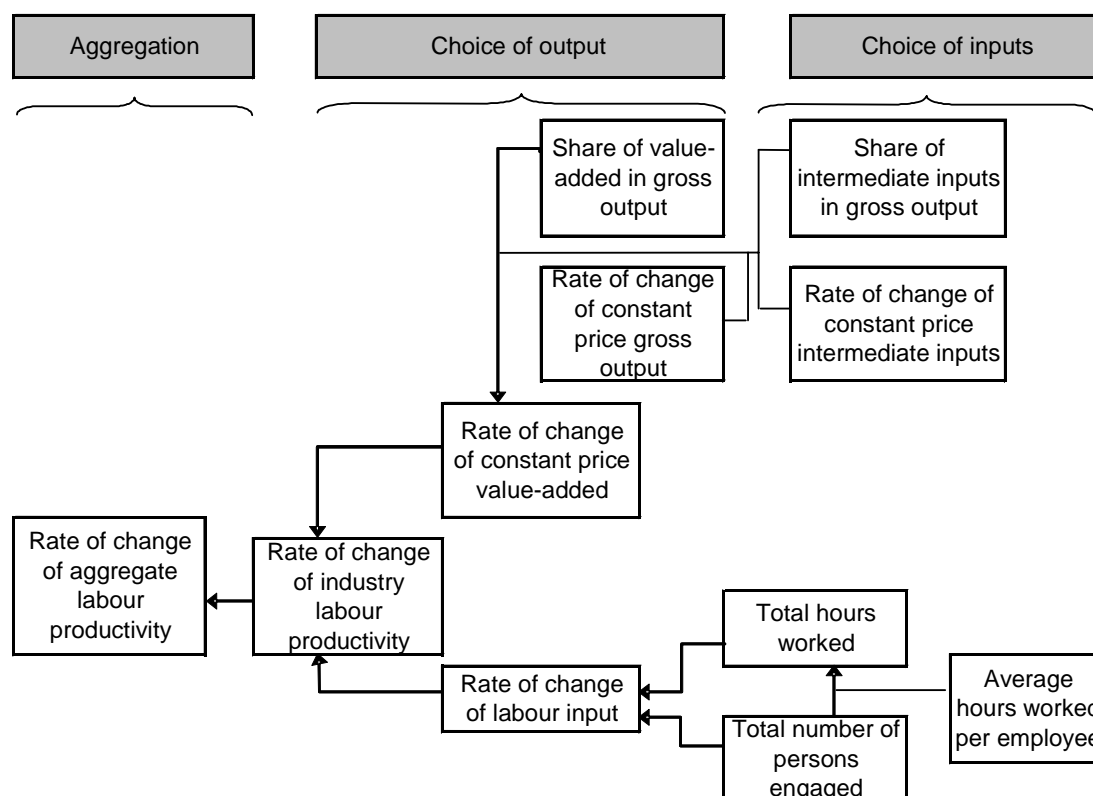 Aggregation
Choice of output
Choice of inputs
Share of value-
added in gross
output
Share of
intermediate inputs
in gross output
Rate of change
of constant
price gross
output
Rate of change of
constant price
intermediate inputs
Rate of change
of constant price
value-added
Rate of change
of aggregate
labour
productivity
Rate of change
of industry
labour
productivity
Total hours
worked
Rate of change
of labour input
Average
hours worked
per employee
Total number of
persons
engaged